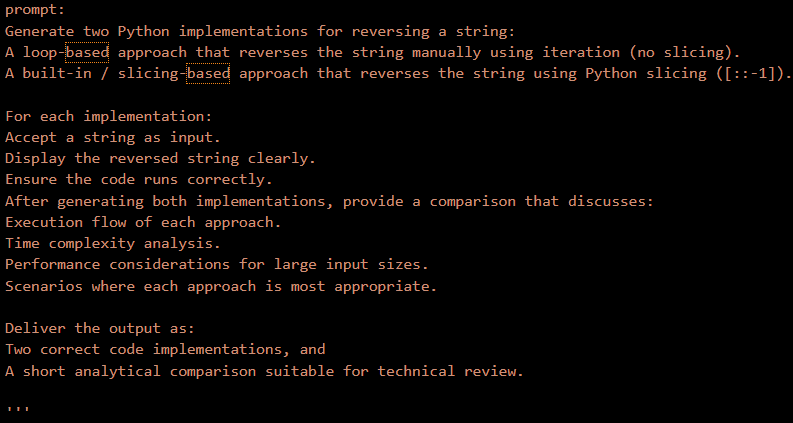 prompt:
Generate two Python implementations for reversing a string:
A loop-based approach that reverses the string manually using iteration (no slicing).
A built-in / slicing-based approach that reverses the string using Python slicing ([::-1]).
For each implementation:
Accept a string as input.
Display the reversed string clearly.
Ensure the code runs correctly.
After generating both implementations, provide a comparison that discusses:
Execution flow of each approach.
Time complexity analysis.
Performance considerations for large input sizes.
Scenarios where each approach is most appropriate.
Deliver the output as:
Two correct code implementations, and
A short analytical comparison suitable for technical review.
'''